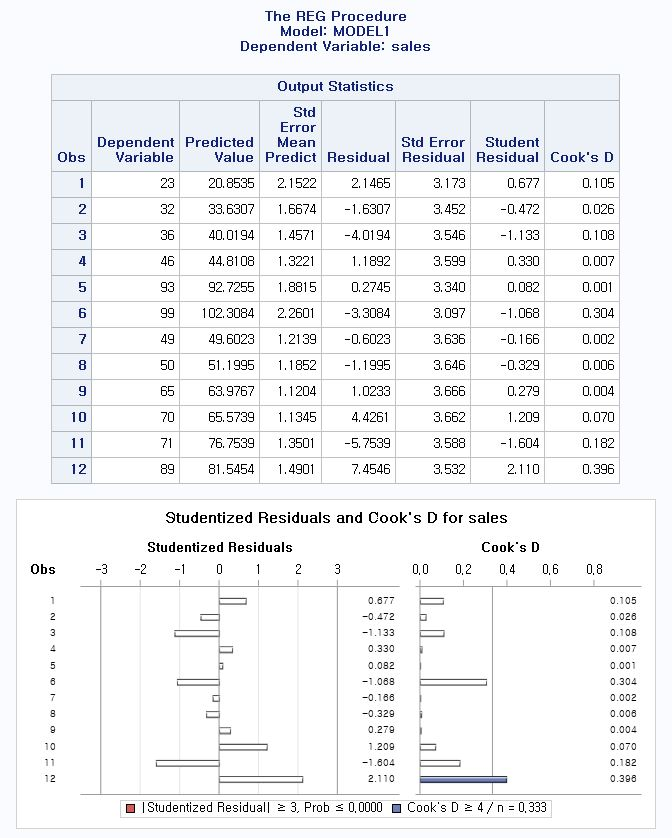 The REG Procedure
Model: MODEL1
Dependent Variable: sales
Output Statistics
Obs Dependent Variable Predicted Value Std Error Mean Predict Residual Std Error Residual Student Residual Cook's D
1 23 20.8535 2.1522 2.1465 3.173 0.677 0.105
2 32 33.6307 1.6674 -1.6307 3.452 -0.472 0.026
3 36 40.0194 1.4571 -4.0194 3.546 -1.133 0.108
4 46 44.8108 1.3221 1.1892 3.599 0.330 0.007
5 93 92.7255 1.8815 0.2745 3.340 0.082 0.001
6 99 102.3084 2.2601 -3.3084 3.097 -1.068 0.304
7 49 49.6023 1.2139 -0.6023 3.636 -0.166 0.002
8 50 51.1995 1.1852 -1.1995 3.646 -0.329 0.006
9 65 63.9767 1.1204 1.0233 3.666 0.279 0.004
10 70 65.5739 1.1345 4.4261 3.662 1.209 0.070
11 71 76.7539 1.3501 -5.7539 3.588 -1.604 0.182
12 89 81.5454 1.4901 7.4546 3.532 2.110 0.396
Studentized Residuals and Cook's D for sales
Studentized Residuals Cook's D
Obs -3 -2 -1 0 1 2 3 0,0 0,2 0,4 0,6 0,8
1 0.677 0.105
2 -0.472 0.026
3 -1.133 0.108
4 0.330 0.007
5 0.082 0.001
6 -1.068 0.304
7 -0.166 0.002
8 -0.329 0.006
9 0.279 0.004
10 1.209 0.070
11 -1.604 0.182
12 2.110 0.396
|Studentized Residual| ≥ 3, Prob ≤ 0,0000 Cook's D ≥ 4 / n = 0,333